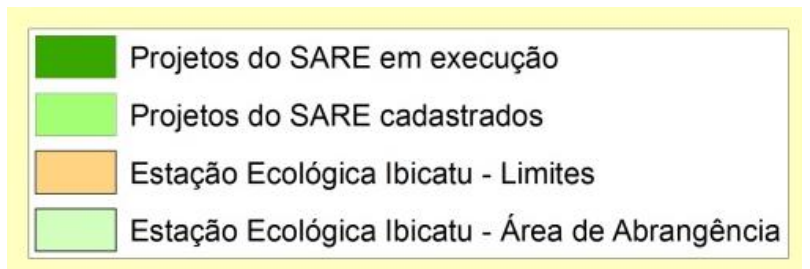 Projetos do SARE em execução
Projetos do SARE cadastrados
Estação Ecológica Ibicatu - Limites
Estação Ecológica Ibicatu - Área de Abrangência